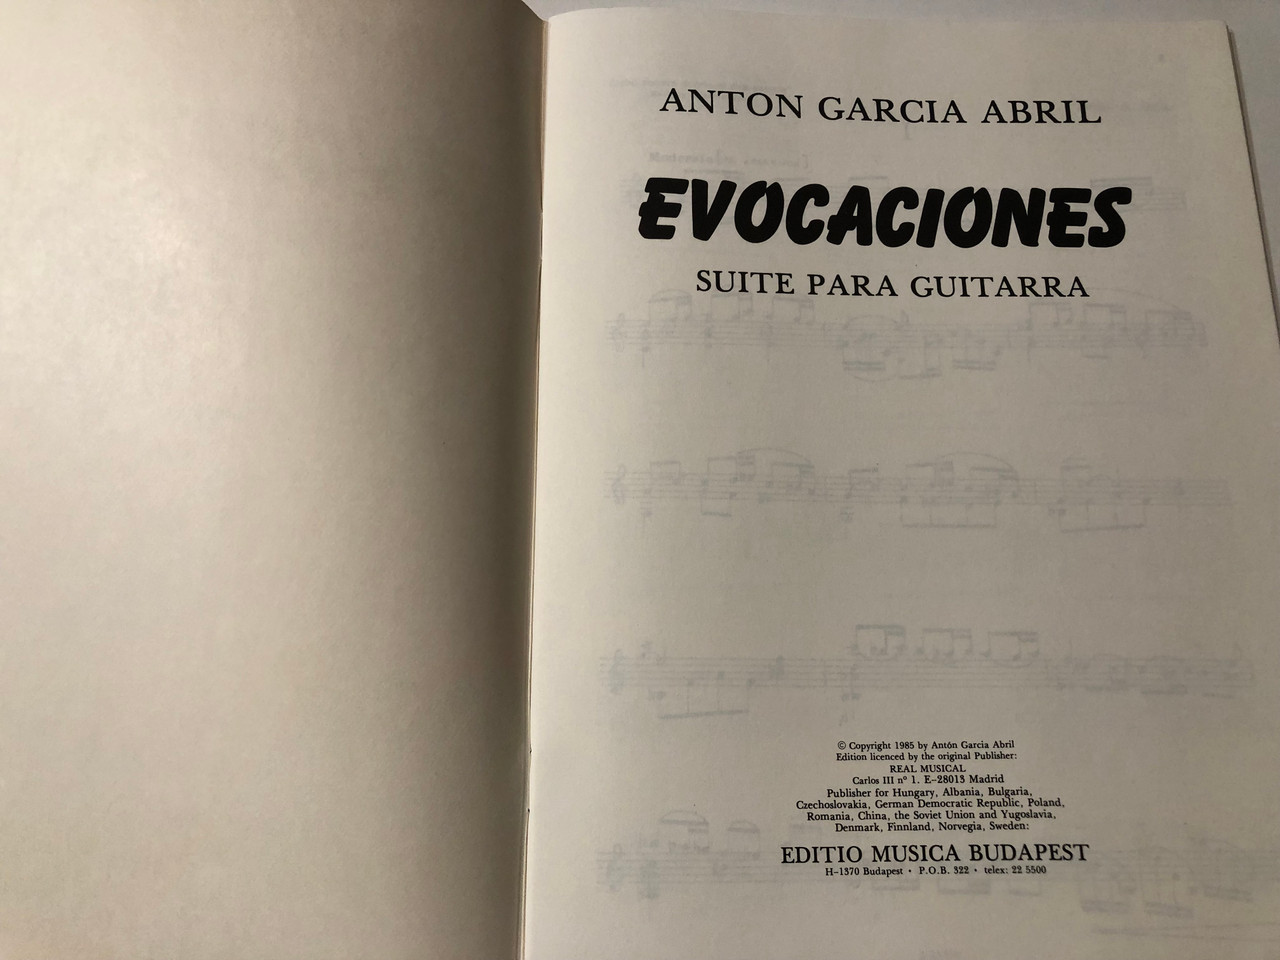 ANTON GARCIA ABRIL
EVOCACIONES
SUITE PARA GUITARRA
© Copyright 1985 by Antón Garcia Abril
Edition licenced by the original Publisher:
REAL MUSICAL
Carlos III nº 1. E–28013 Madrid
Publisher for Hungary, Albania, Bulgaria,
Czechoslovakia, German Democratic Republic, Poland,
Romania, China, the Soviet Union and Yugoslavia,
Denmark, Finnland, Norvegia, Sweden:
EDITIO MUSICA BUDAPEST
H–1370 Budapest • P.O.B. 322 • telex: 22 5500